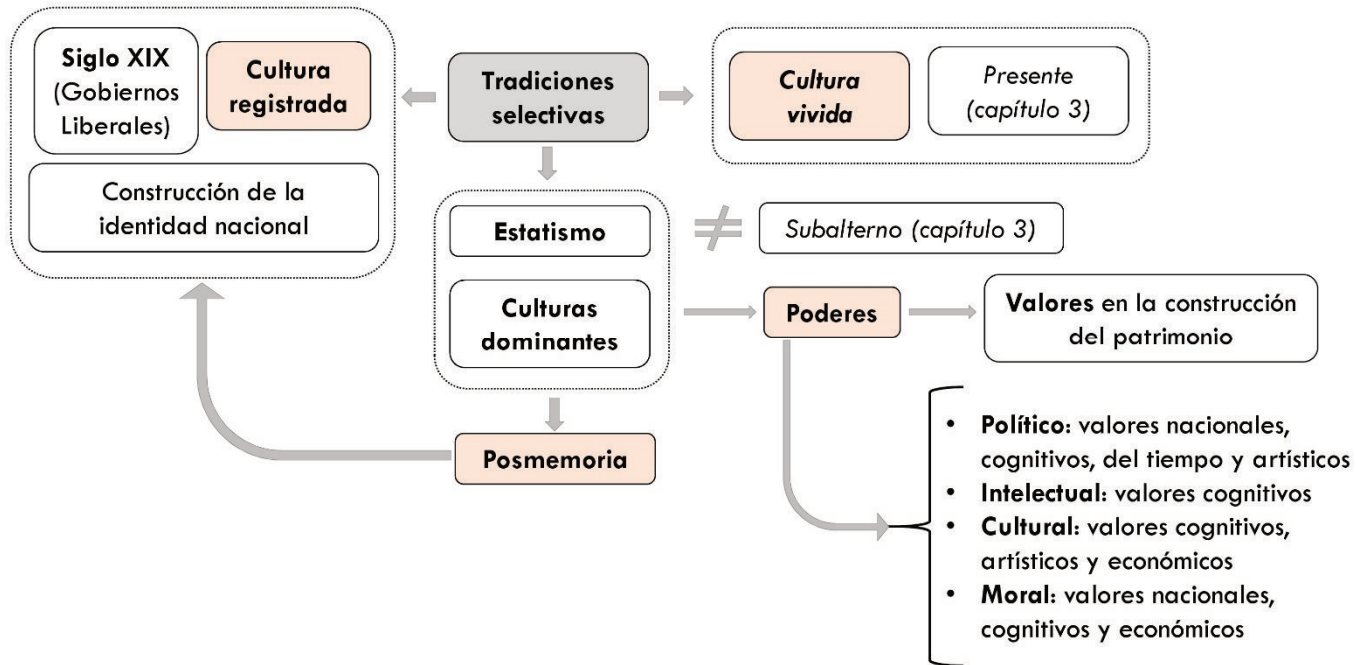 Siglo XIX
(Gobiernos
Liberales)
Cultura
registrada
Construcción de la
identidad nacional
Tradiciones
selectivas
Cultura
vivida
Presente
(capítulo 3)
Estatismo
≠
Subalterno (capítulo 3)
Culturas
dominantes
Poderes
Valores en la construcción
del patrimonio
Posmemoria
• Político: valores nacionales,
cognitivos, del tiempo y artísticos
• Intelectual: valores cognitivos
• Cultural: valores cognitivos,
artísticos y económicos
• Moral: valores nacionales,
cognitivos y económicos